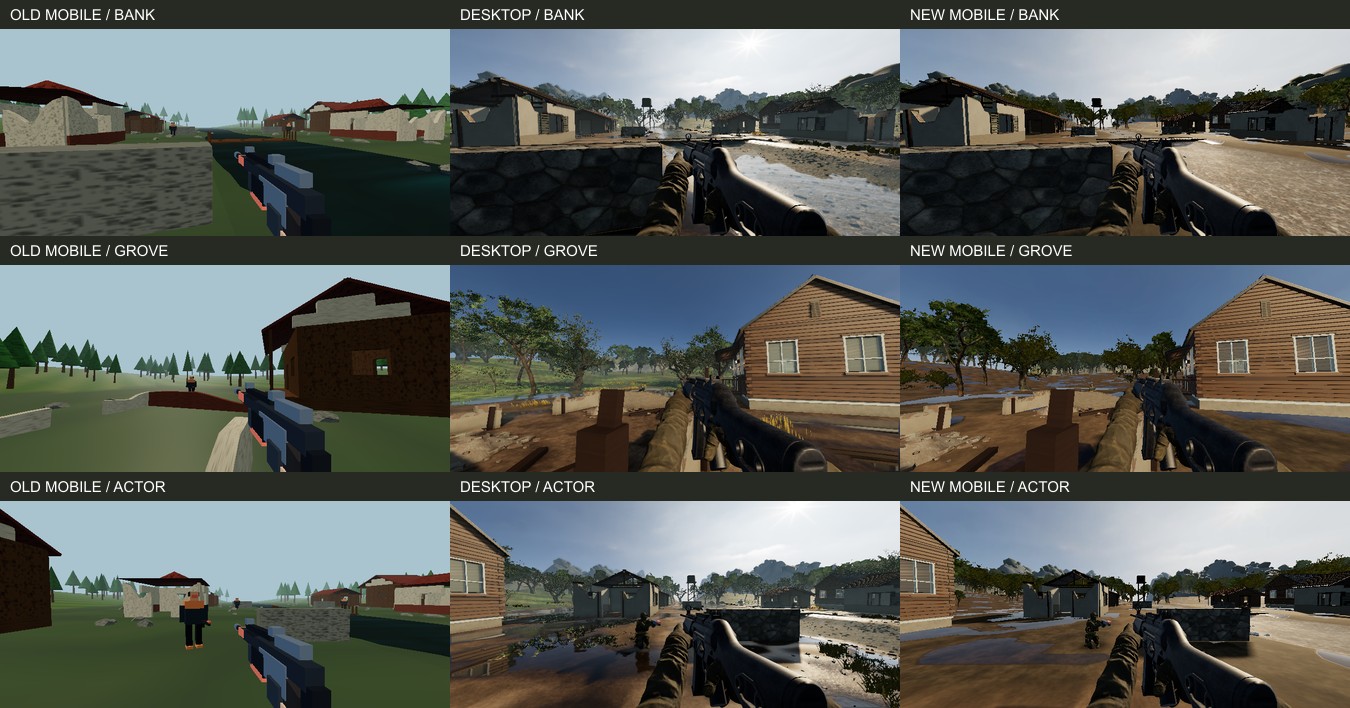 OLD MOBILE / BANK
DESKTOP / BANK
NEW MOBILE / BANK
OLD MOBILE / GROVE
DESKTOP / GROVE
NEW MOBILE / GROVE
OLD MOBILE / ACTOR
DESKTOP / ACTOR
NEW MOBILE / ACTOR